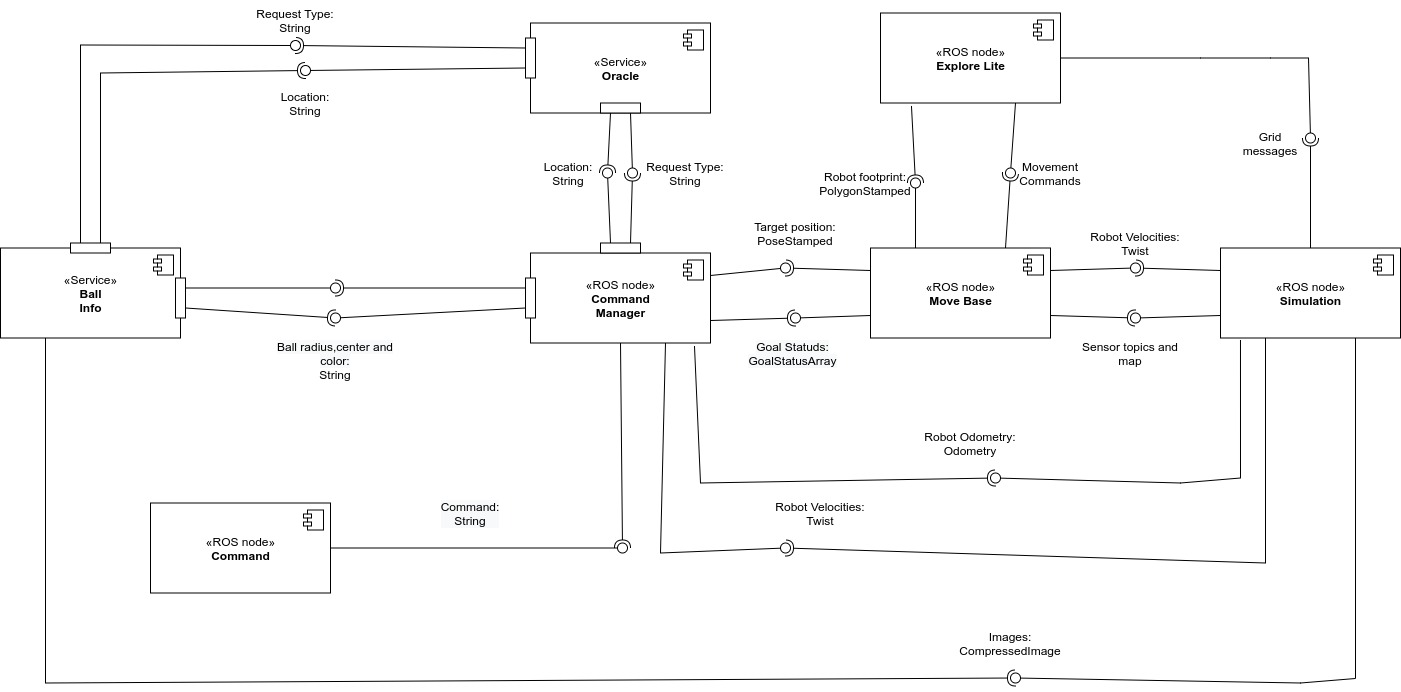 Request Type:
String
Location:
String
«Service»
Oracle
«ROS node»
Explore Lite
Grid
messages
Location:
String
Request Type:
String
Robot footprint:
PolygonStamped
Movement
Commands
Target position:
PoseStamped
Robot Velocities:
Twist
«Service»
Ball
Info
«ROS node»
Command
Manager
«ROS node»
Move Base
«ROS node»
Simulation
Ball radius,center and
color:
String
Goal Statuds:
GoalStatusArray
Sensor topics and
map
Robot Odometry:
Odometry
Command:
String
Robot Velocities:
Twist
«ROS node»
Command
Images:
CompressedImage